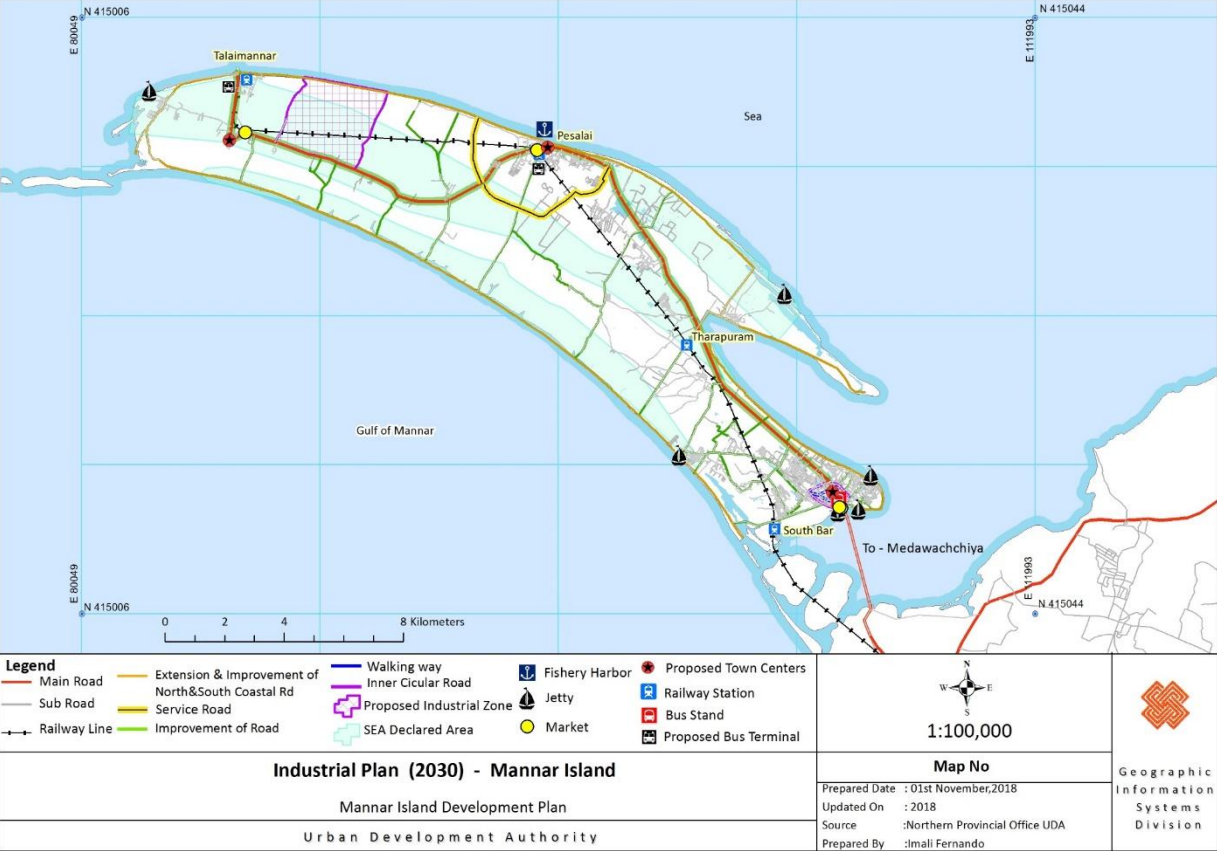 N 415006
N 415044
E 80049
E 111993
Talaimannar
Sea
Pesalai
Tharapuram
Gulf of Mannar
South Bar
To - Medawachchiya
E 80049
E 111993
N 415006
N 415044
0 2 4 8 Kilometers
Legend
Main Road
Sub Road
Railway Line
Extension & Improvement of
North&South Coastal Rd
Service Road
Improvement of Road
Walking way
Inner Cicular Road
Proposed Industrial Zone
SEA Declared Area
Fishery Harbor
Jetty
Market
Proposed Town Centers
Railway Station
Bus Stand
Proposed Bus Terminal
N
W E
S
1:100,000
Industrial Plan (2030) - Mannar Island
Mannar Island Development Plan
Urban Development Authority
Map No
Prepared Date : 01st November,2018
Updated On : 2018
Source :Northern Provincial Office UDA
Prepared By :Imali Fernando
Geographic
Information
Systems
Division